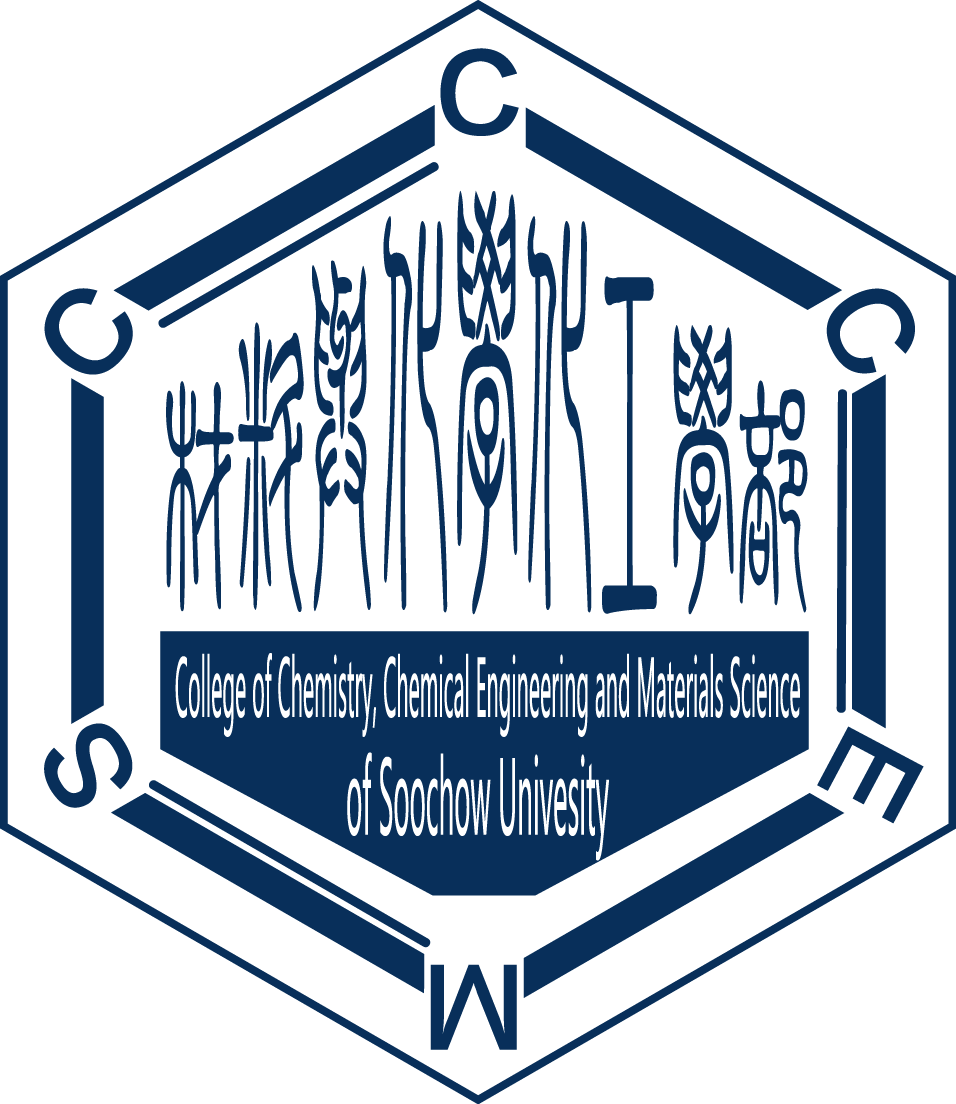 CCCEMS
材料與化學化工學部
College of Chemistry, Chemical Engineering and Materials Science
of Soochow Univesity